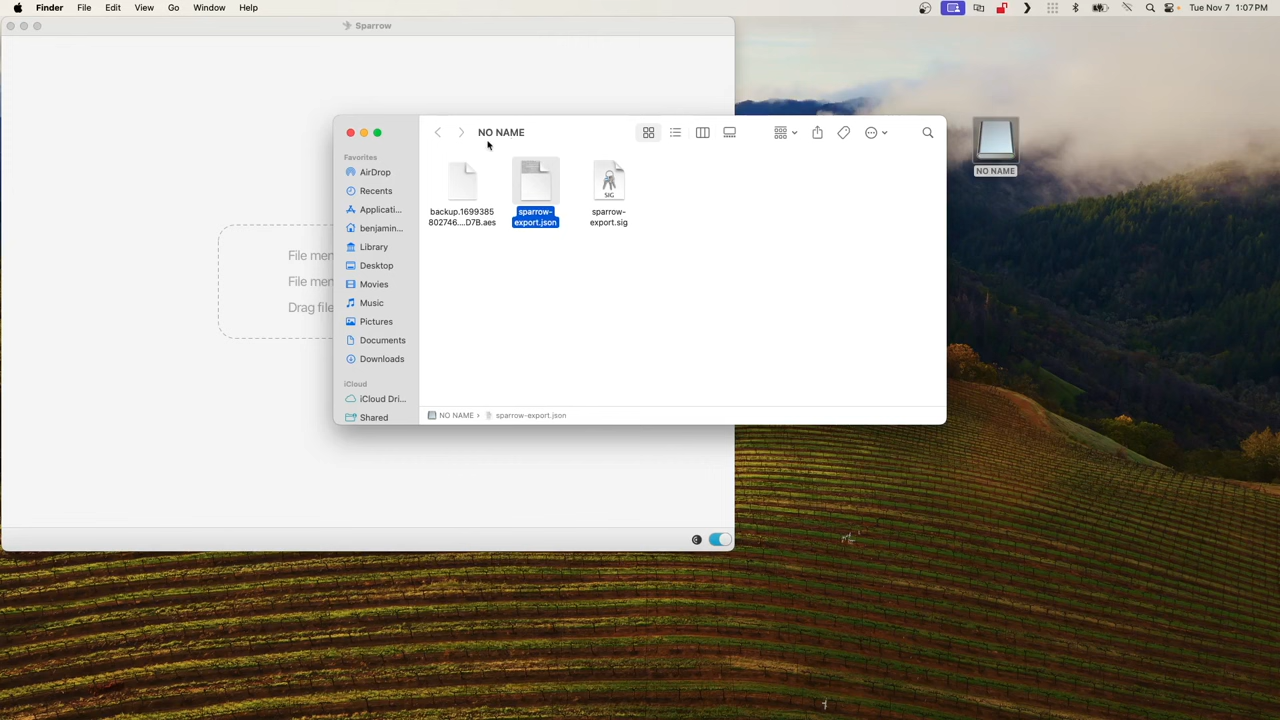 Finder File Edit View Go Window Help
Tue Nov 7 1:07 PM
Sparrow
File men
File men
Drag file
NO NAME
Favorites
AirDrop
Recents
Applicati...
benjamin...
Library
Desktop
Movies
Music
Pictures
Documents
Downloads
iCloud
iCloud Dri...
Shared
backup.1699385
802746....D7B.aes
sparrow-
export.json
SIG
sparrow-
export.sig
NO NAME › sparrow-export.json
NO NAME